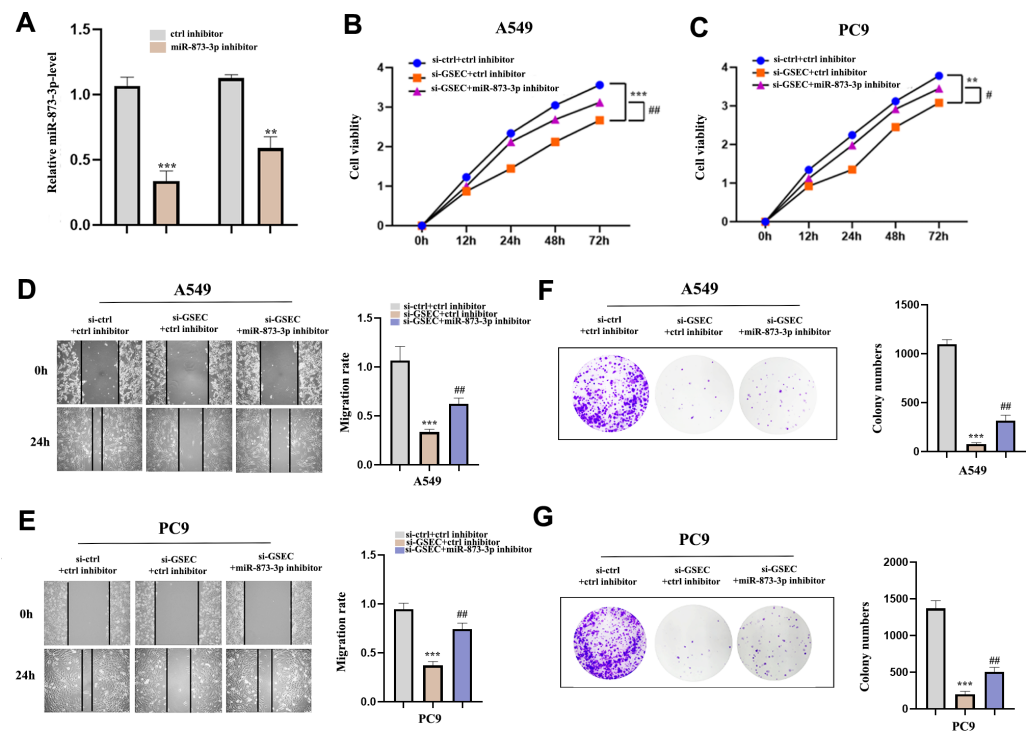 A
ctrl inhibitor
miR-873-3p inhibitor
Relative miR-873-3p-level
1.5
1.0
0.5
0.0
***
**
B
A549
si-ctrl+ctrl inhibitor
si-GSEC+ctrl inhibitor
si-GSEC+miR-873-3p inhibitor
Cell viablity
4
3
2
1
0
0h 12h 24h 48h 72h
***
##
C
PC9
si-ctrl+ctrl inhibitor
si-GSEC+ctrl inhibitor
si-GSEC+miR-873-3p inhibitor
Cell viablity
4
3
2
1
0
0h 12h 24h 48h 72h
**
#
D
A549
si-ctrl
+ctrl inhibitor
si-GSEC
+ctrl inhibitor
si-GSEC
+miR-873-3p inhibitor
0h
24h
si-ctrl+ctrl inhibitor
si-GSEC+ctrl inhibitor
si-GSEC+miR-873-3p inhibitor
Migration rate
1.5
1.0
0.5
0.0
***
##
A549
F
A549
si-ctrl
+ctrl inhibitor
si-GSEC
+ctrl inhibitor
si-GSEC
+miR-873-3p inhibitor
Colony numbers
1500
1000
500
0
***
##
A549
E
PC9
si-ctrl
+ctrl inhibitor
si-GSEC
+ctrl inhibitor
si-GSEC
+miR-873-3p inhibitor
0h
24h
si-ctrl+ctrl inhibitor
si-GSEC+ctrl inhibitor
si-GSEC+miR-873-3p inhibitor
Migration rate
1.5
1.0
0.5
0.0
***
##
PC9
G
PC9
si-ctrl
+ctrl inhibitor
si-GSEC
+ctrl inhibitor
si-GSEC
+miR-873-3p inhibitor
Colony numbers
2000
1500
1000
500
0
***
##
PC9